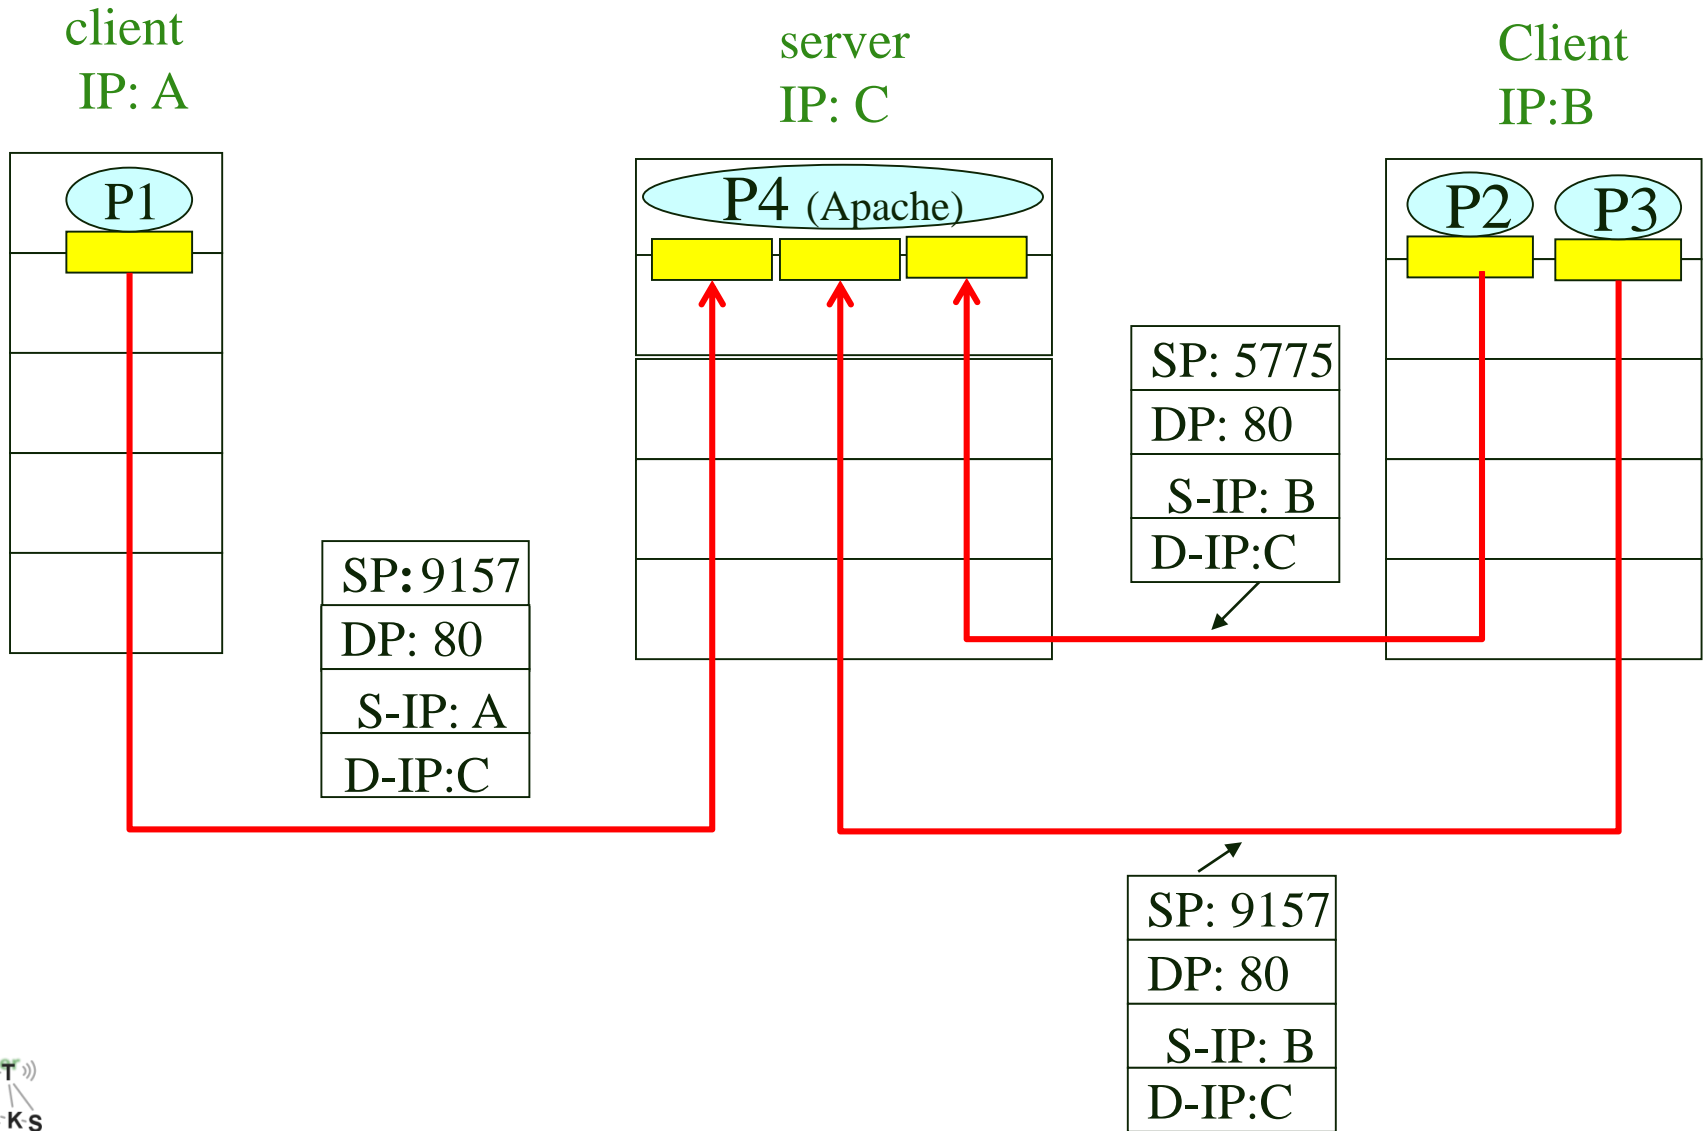 client
IP: A
server
IP: C
Client
IP:B
P1
P4 (Apache)
P2
P3
SP: 5775
DP: 80
S-IP: B
D-IP:C
SP: 9157
DP: 80
S-IP: A
D-IP:C
SP: 9157
DP: 80
S-IP: B
D-IP:C
T
K-S